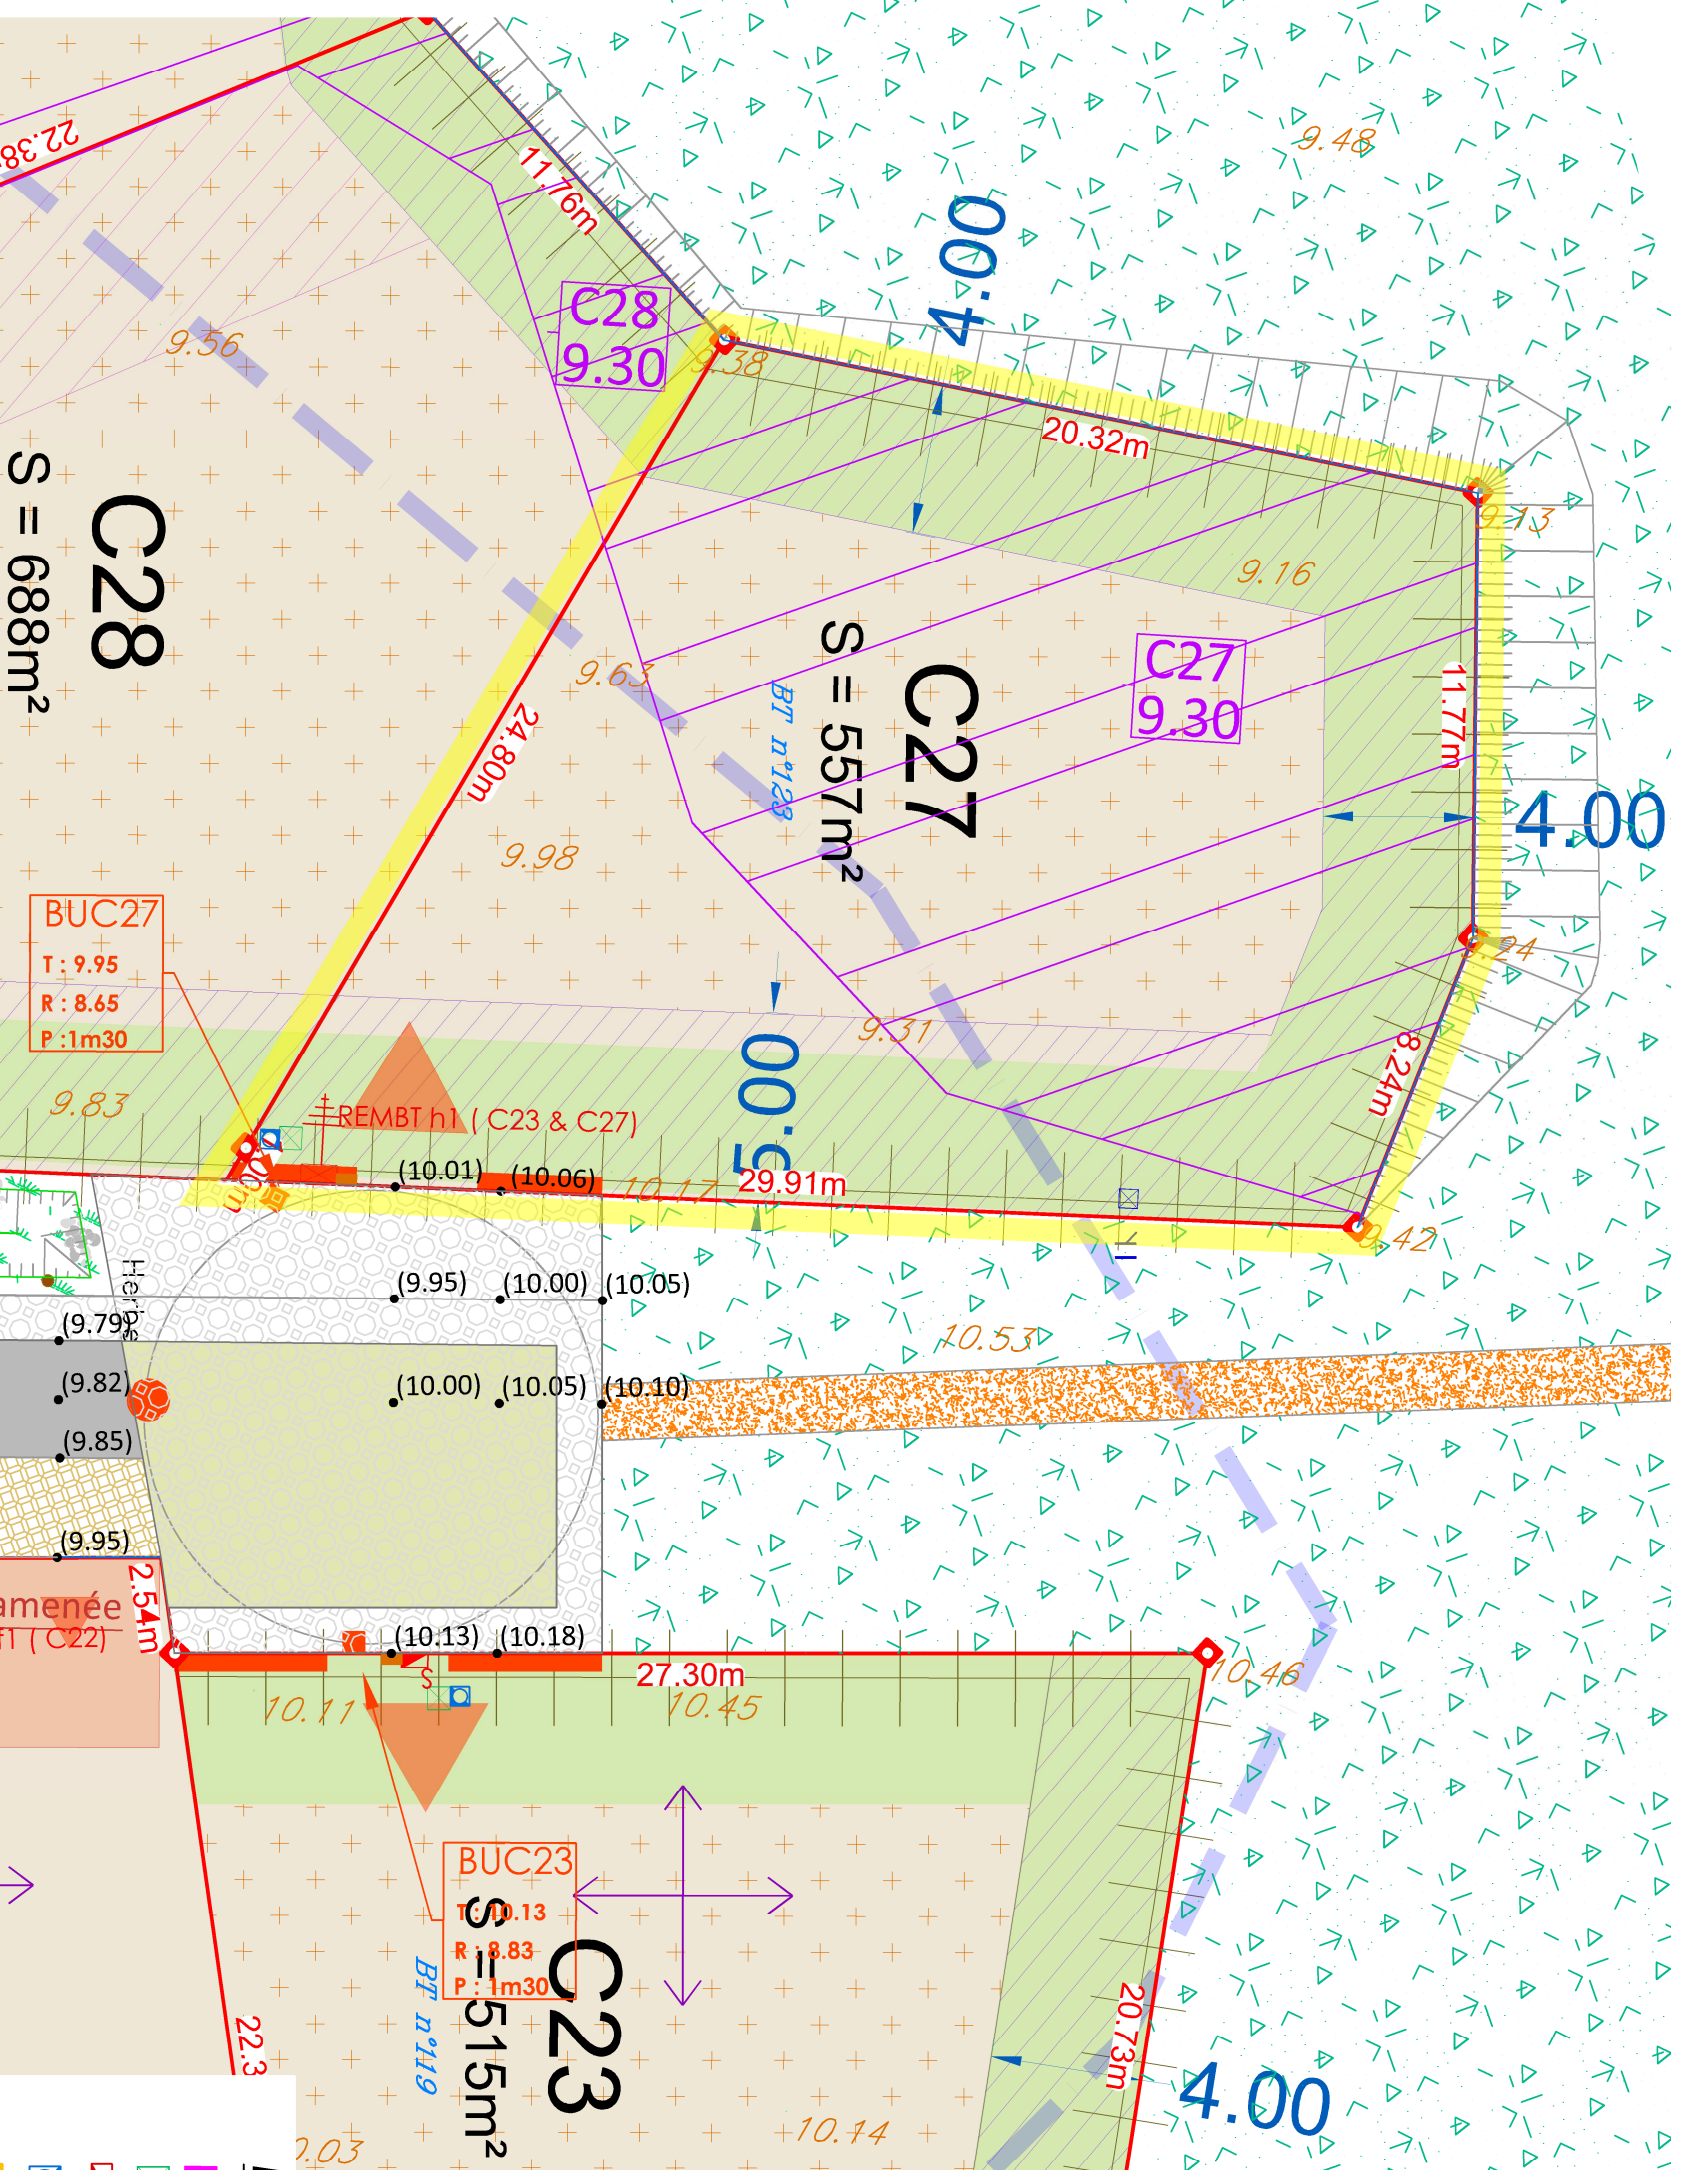 22.38
11.76m
9.48
4.00
9.56
C28
9.30
9.38
20.32m
9.13
C28
S = 688m²
9.16
C27
S = 557m²
BT n°123
C27
9.30
9.63
24.80m
11.77m
4.00
9.98
BUC27
T : 9.95
R : 8.65
P :1m30
9.31
5.00
8.24m
9.83
REMBT h1 ( C23 & C27)
(10.01)
(10.06)
10.17
29.91m
9.42
(9.95)
(10.00)
(10.05)
(9.79)
10.53
(9.82)
(10.00)
(10.05)
(10.10)
(9.85)
(9.95)
2.54m
amenée
f1 ( C22)
(10.13)
(10.18)
S
27.30m
10.46
10.11
10.45
BUC23
T : 10.13
R : 8.83
P : 1m30
C23
S = 515m²
BT n°119
20.73m
22.3
4.00
10.14
0.03